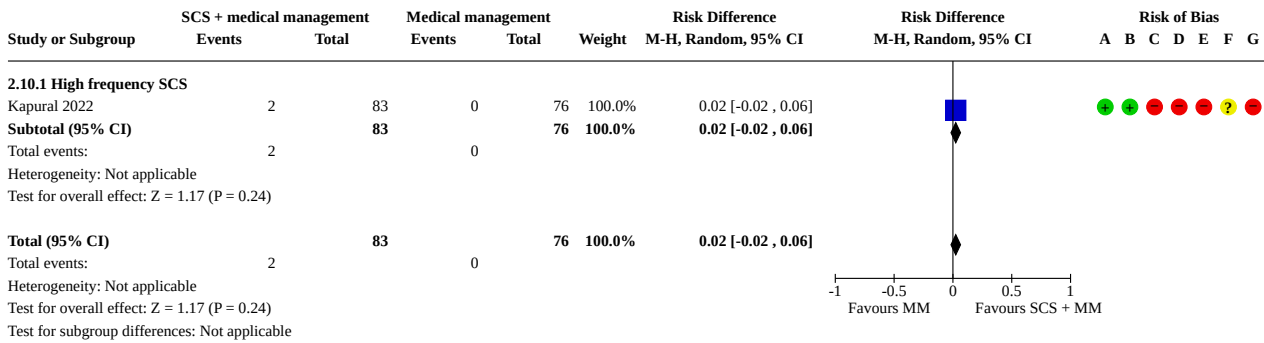 SCS + medical management Medical management Risk Difference Risk Difference Risk of Bias
Study or Subgroup Events Total Events Total Weight M-H, Random, 95% CI M-H, Random, 95% CI A B C D E F G
2.10.1 High frequency SCS
Kapural 2022 2 83 0 76 100.0% 0.02 [-0.02 , 0.06] + + − − − ? −
Subtotal (95% CI) 83 76 100.0% 0.02 [-0.02 , 0.06]
Total events: 2 0
Heterogeneity: Not applicable
Test for overall effect: Z = 1.17 (P = 0.24)
Total (95% CI) 83 76 100.0% 0.02 [-0.02 , 0.06]
Total events: 2 0
Heterogeneity: Not applicable
-1 -0.5 0 0.5 1
Test for overall effect: Z = 1.17 (P = 0.24) Favours MM Favours SCS + MM
Test for subgroup differences: Not applicable